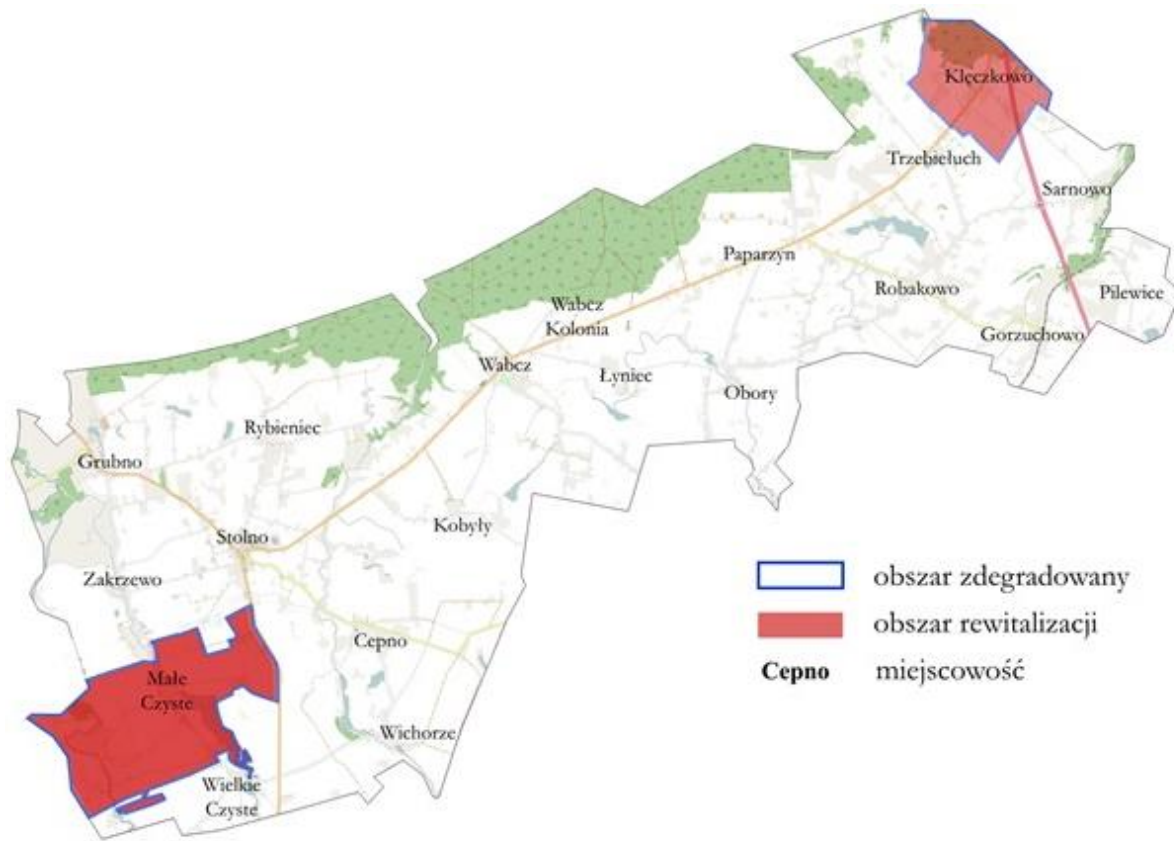 Klęczkowo
Trzebiełuch
Sarnowo
Paparzyn
Robakowo
Pilewice
Wabcz
Kolonia
Gorzuchowo
Wabcz
Łyniec
Obory
Rybieniec
Grubno
Kobyły
Stolno
Zakrzewo
Cepno
Małe
Czyste
Wichorze
Wielkie
Czyste
obszar zdegradowany
obszar rewitalizacji
Cepno miejscowość